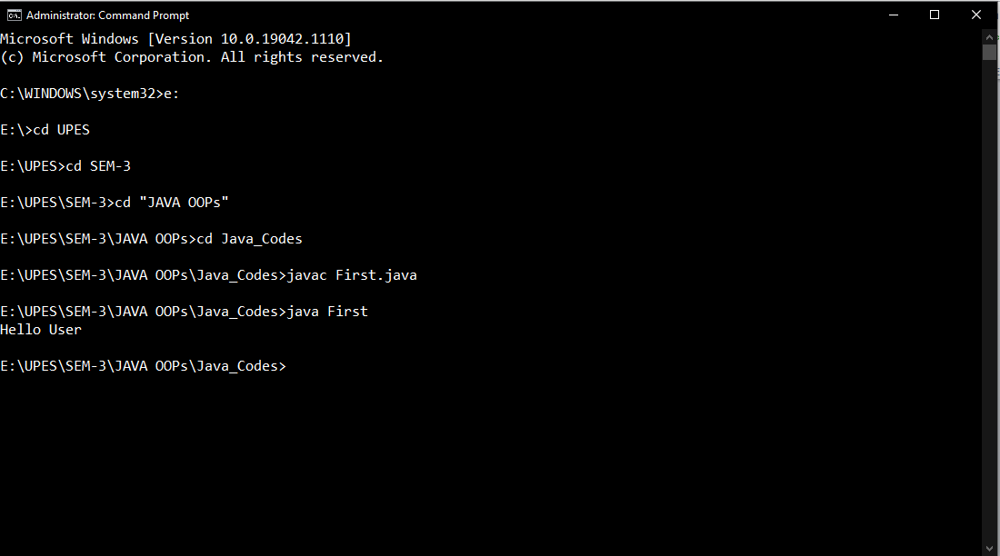 Administrator: Command Prompt
Microsoft Windows [Version 10.0.19042.1110]
(c) Microsoft Corporation. All rights reserved.
C:\WINDOWS\system32>e:
E:\>cd UPES
E:\UPES>cd SEM-3
E:\UPES\SEM-3>cd "JAVA OOPs"
E:\UPES\SEM-3\JAVA OOPs>cd Java_Codes
E:\UPES\SEM-3\JAVA OOPs\Java_Codes>javac First.java
E:\UPES\SEM-3\JAVA OOPs\Java_Codes>java First
Hello User
E:\UPES\SEM-3\JAVA OOPs\Java_Codes>